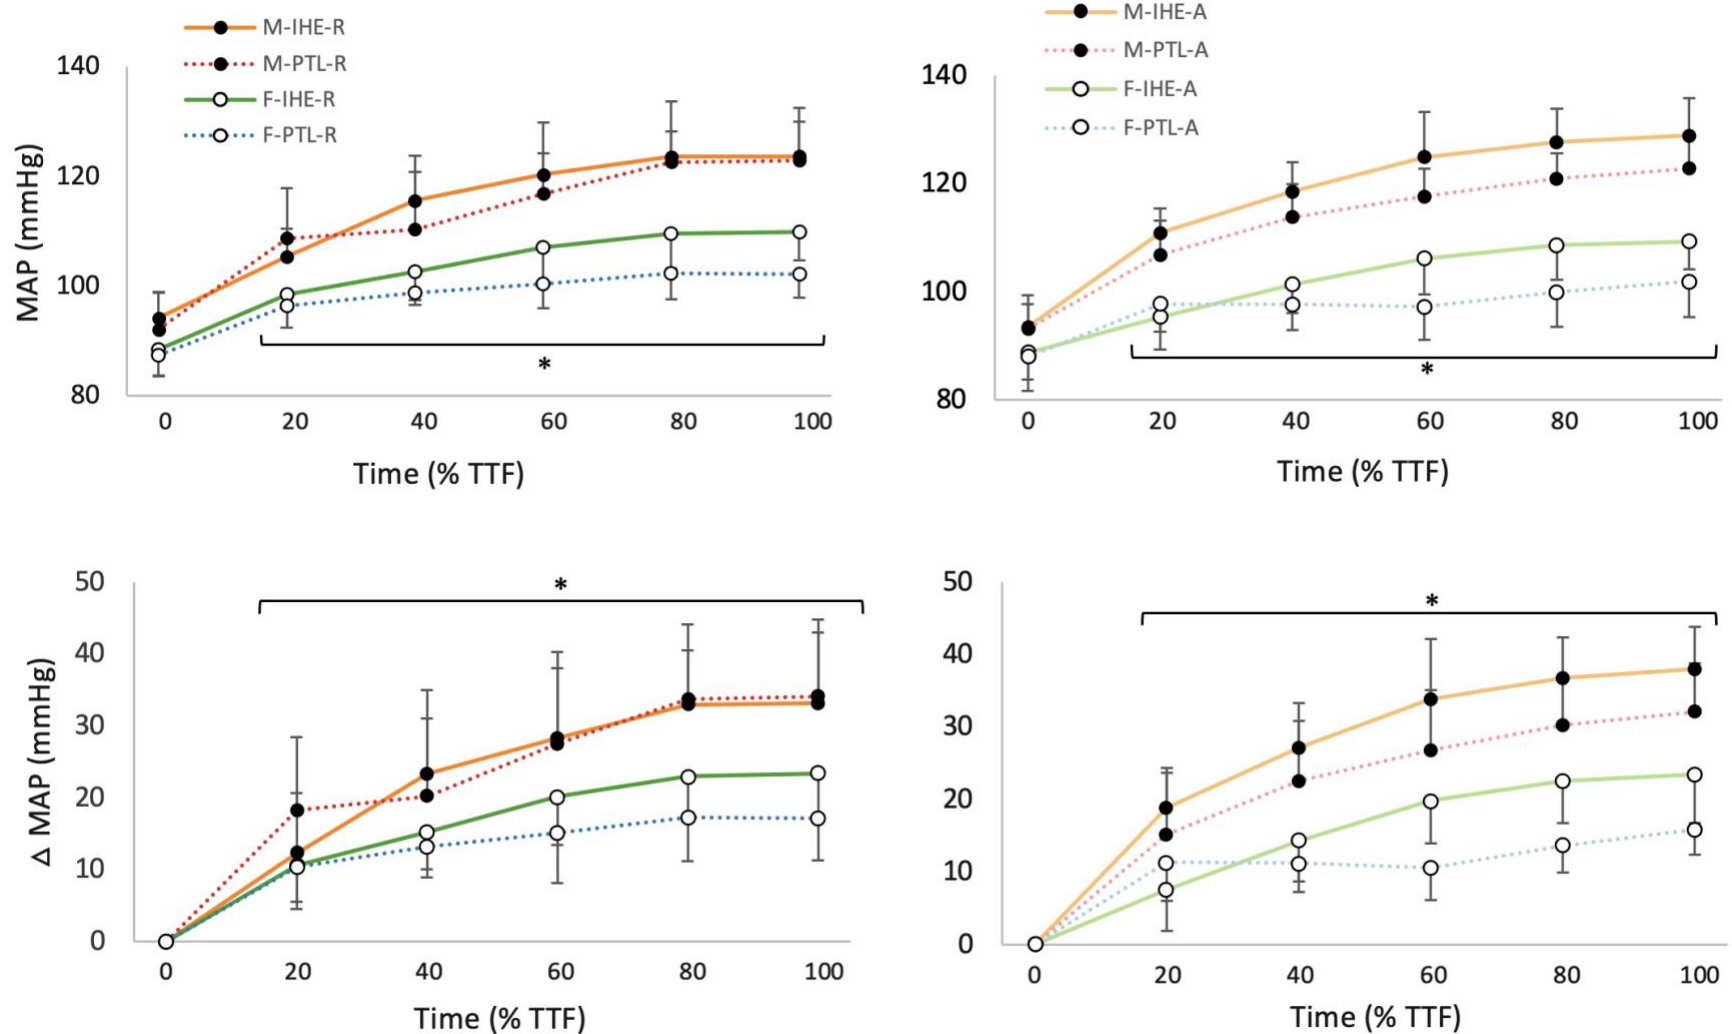 M-IHE-R
M-PTL-R
F-IHE-R
F-PTL-R
140
120
100
80
MAP (mmHg)
*
0 20 40 60 80 100
Time (% TTF)
M-IHE-A
M-PTL-A
F-IHE-A
F-PTL-A
140
120
100
80
*
0 20 40 60 80 100
Time (% TTF)
50
40
30
20
10
0
Δ MAP (mmHg)
*
0 20 40 60 80 100
Time (% TTF)
50
40
30
20
10
0
*
0 20 40 60 80 100
Time (% TTF)